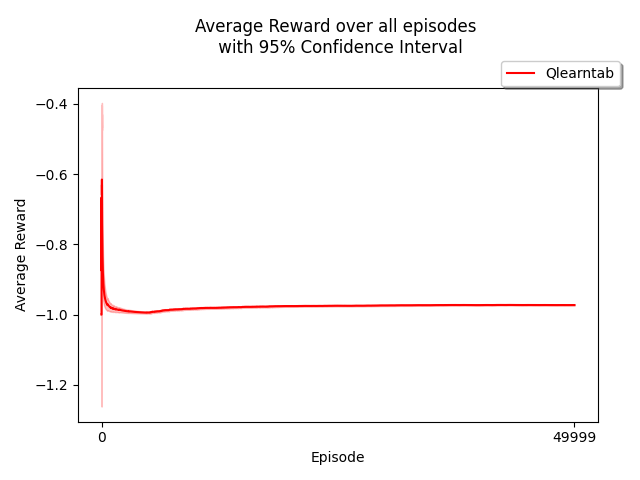 Average Reward over all episodes
with 95% Confidence Interval
Qlearntab
−0.4
−0.6
−0.8
−1.0
−1.2
Average Reward
0
49999
Episode